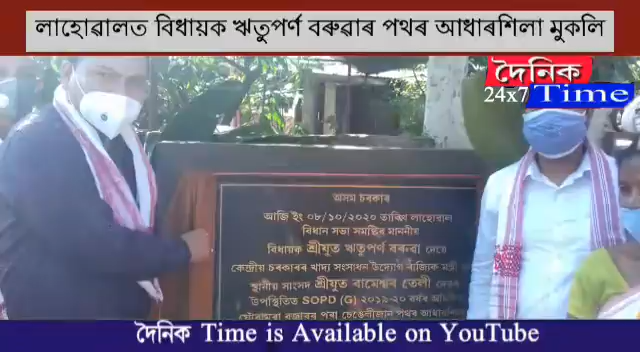 লাহোৱালত বিধায়ক ঋতুপৰ্ণ বৰুৱাৰ পথৰ আধাৰশিলা মুকলি
দৈনিক
24x7 Time
অসম চৰকাৰ
আজি ইং ০৮/১০/২০২০ তাৰিখ লাহোৱাল
বিধান সভা সমষ্টিৰ মাননীয়
বিধায়ক শ্ৰীযুত ঋতুপৰ্ণ বৰুৱা দেৱে
কেন্দ্ৰীয় চৰকাৰৰ খাদ্য সংসাধন উদ্যোগ ৰাজ্যিক মন্ত্ৰী
স্থানীয় সাংসদ শ্ৰীযুত ৰামেশ্বৰ তেলী
উপস্থিতিত SOPD (G) ২০১৯-২০ বৰ্ষৰ
পৰা পথৰ
দৈনিক Time is Available on YouTube